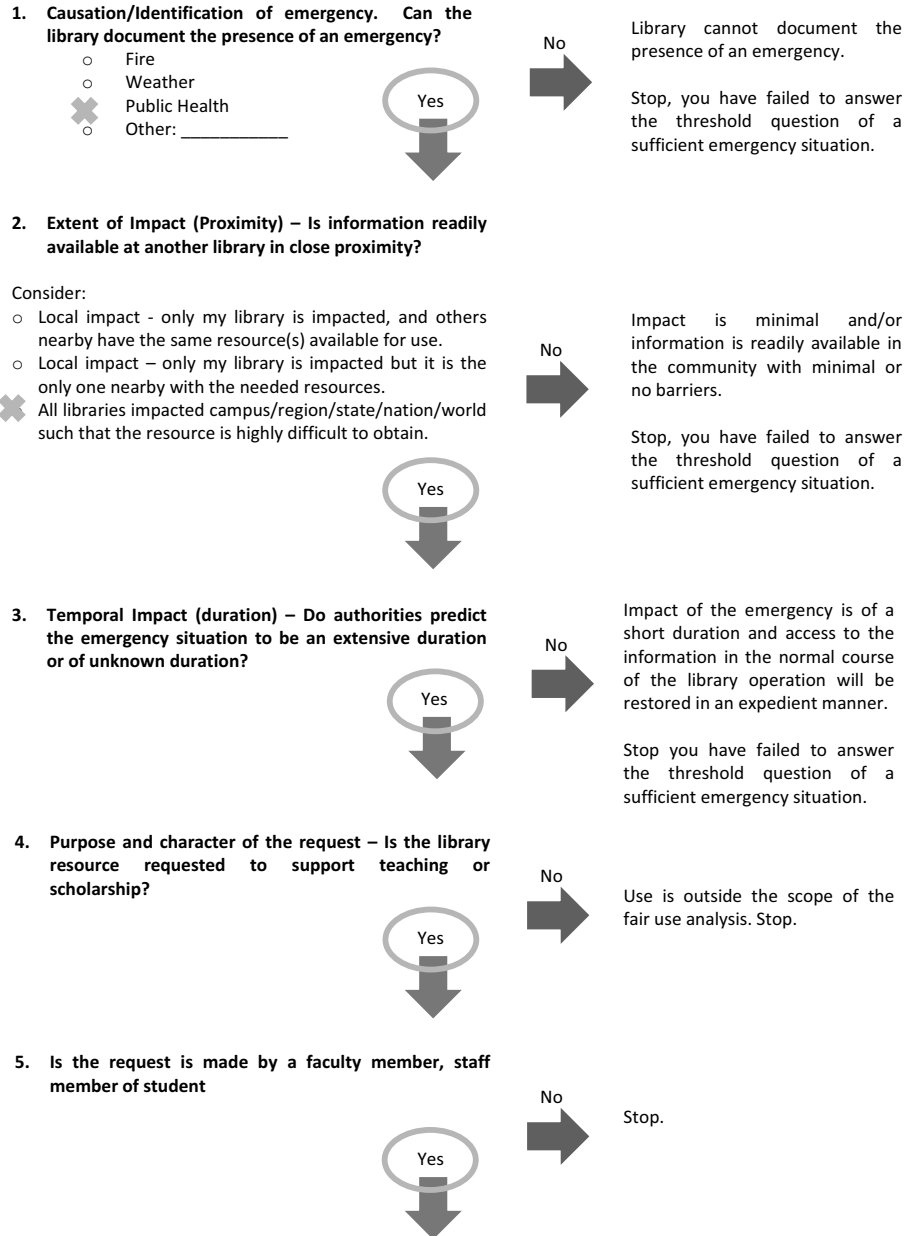 1. Causation/Identification of emergency. Can the
library document the presence of an emergency?
o Fire
o Weather
Public Health
o Other: ___________
Yes
No
Library cannot document the
presence of an emergency.
Stop, you have failed to answer
the threshold question of a
sufficient emergency situation.
2. Extent of Impact (Proximity) – Is information readily
available at another library in close proximity?
Consider:
o Local impact - only my library is impacted, and others
nearby have the same resource(s) available for use.
o Local impact – only my library is impacted but it is the
only one nearby with the needed resources.
All libraries impacted campus/region/state/nation/world
such that the resource is highly difficult to obtain.
Yes
No
Impact is minimal and/or
information is readily available in
the community with minimal or
no barriers.
Stop, you have failed to answer
the threshold question of a
sufficient emergency situation.
3. Temporal Impact (duration) – Do authorities predict
the emergency situation to be an extensive duration
or of unknown duration?
Yes
No
Impact of the emergency is of a
short duration and access to the
information in the normal course
of the library operation will be
restored in an expedient manner.
Stop you have failed to answer
the threshold question of a
sufficient emergency situation.
4. Purpose and character of the request – Is the library
resource requested to support teaching or
scholarship?
Yes
No
Use is outside the scope of the
fair use analysis. Stop.
5. Is the request is made by a faculty member, staff
member of student
Yes
No
Stop.